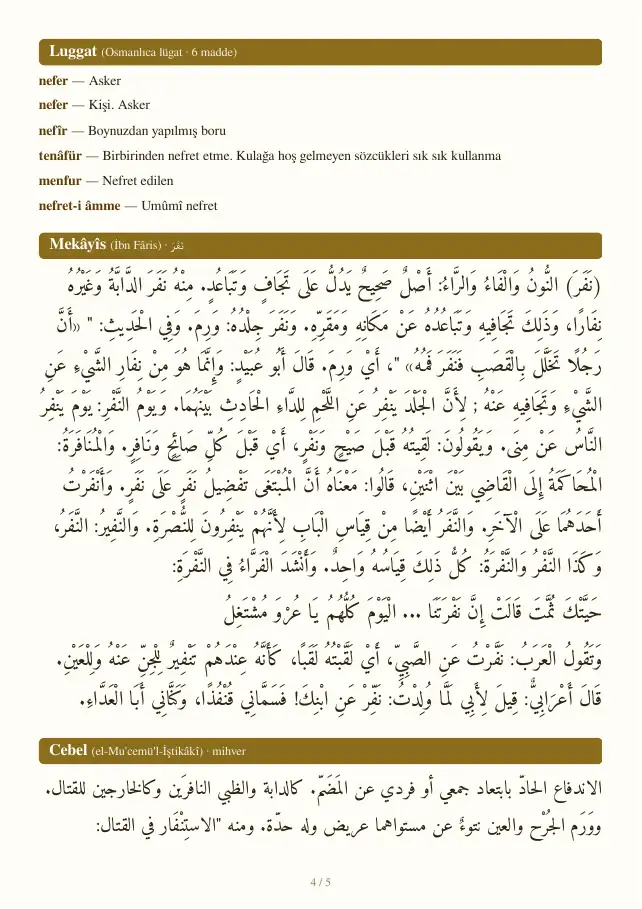 Luggat (Osmanlıca lügat · 6 madde)
nefer — Asker
nefer — Kişi. Asker
nefîr — Boynuzdan yapılmış boru
tenâfür — Birbirinden nefret etme. Kulağa hoş gelmeyen sözcükleri sık sık kullanma
menfur — Nefret edilen
nefret-i âmme — Umûmî nefret
Mekâyîs (İbn Fâris) · نَفَرَ
(نَفَرَ) النُّونُ وَالْفَاءُ وَالرَّاءُ: أَصْلٌ صَحِيحٌ يَدُلُّ عَلَى تَجَافٍ وَتَبَاعُدٍ. مِنْهُ نَفَرَ الدَّابَّةُ وَغَيْرُهُ
نِفَارًا، وَذَلِكَ تَجَافِيهِ وَتَبَاعُدُهُ عَنْ مَكَانِهِ وَمَقَرِّهِ. وَنَفَرَ جِلْدُهُ: وَرِمَ. وَفِي الْحَدِيثِ: " «أَنَّ
رَجُلًا تَخَلَّلَ بِالْقَصَبِ فَنَفَرَ فَمُهُ» "، أَيْ وَرِمَ. قَالَ أَبُو عُبَيْدٍ: وَإِنَّمَا هُوَ مِنْ نِفَارِ الشَّيْءِ عَنِ
الشَّيْءِ وَتَجَافِيهِ عَنْهُ ; لِأَنَّ الْجِلْدَ يَنْفِرُ عَنِ اللَّحْمِ لِلدَّاءِ الْحَادِثِ بَيْنَهُمَا. وَيَوْمُ النَّفْرِ: يَوْمَ يَنْفِرُ
النَّاسُ عَنْ مِنًى. وَيَقُولُونَ: لَقِيتُهُ قَبْلَ صَيْحٍ وَنَفْرٍ، أَيْ قَبْلَ كُلِّ صَائِحٍ وَنَافِرٍ. وَالْمُنَافَرَةُ:
الْمُحَاكَمَةُ إِلَى الْقَاضِي بَيْنَ اثْنَيْنِ، قَالُوا: مَعْنَاهُ أَنَّ الْمُبْتَغَى تَفْضِيلُ نَفَرٍ عَلَى نَفَرٍ. وَأَنْفَرْتُ
أَحَدَهُمَا عَلَى الْآخَرِ. وَالنَّفَرُ أَيْضًا مِنْ قِيَاسِ الْبَابِ لِأَنَّهُمْ يَنْفِرُونَ لِلنُّصْرَةِ. وَالنَّفِيرُ: النَّفَرُ،
وَكَذَا النَّفْرُ وَالنَّفْرَةُ: كُلُّ ذَلِكَ قِيَاسُهُ وَاحِدٌ. وَأَنْشَدَ الْفَرَّاءُ فِي النَّفْرَةِ:
حَيَّتْكَ ثُمَّتَ قَالَتْ إِنَّ نَفْرَتَنَا ... الْيَوْمَ كُلُّهُمُ يَا عُرْوَ مُشْتَغِلُ
وَتَقُولُ الْعَرَبُ: نَفَّرْتُ عَنِ الصَّبِيِّ، أَيْ لَقَّبْتُهُ لَقَبًا، كَأَنَّهُ عِنْدَهُمْ تَنْفِيرٌ لِلْجِنِّ عَنْهُ وَلِلْعَيْنِ.
قَالَ أَعْرَابِيٌّ: قِيلَ لِأَبِي لَمَّا وُلِدْتُ: نَفِّرْ عَنِ ابْنِكَ! فَسَمَّانِي قُنْفُذًا، وَكَنَّانِي أَبَا الْعَدَّاءِ.
Cebel (el-Mu'cemü'l-İştikâkî) · mihver
الاندفاع الحادّ بابتعاد جمعي أو فردي عن المَضَمّ. كالدابة والظبي النافرَين وكالخارجين للقتال.
ووَرَم الجُرْح والعين نتوءٌ عن مستواهما عريض وله حدّة. ومنه "الاستِنْفَار في القتال:
4 / 5